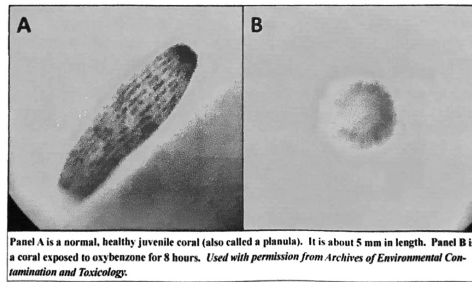 A
B
Panel A is a normal, healthy juvenile coral (also called a planula). It is about 5 mm in length. Panel B is
a coral exposed to oxybenzone for 8 hours. Used with permission from Archives of Environmental Con-
tamination and Toxicology.